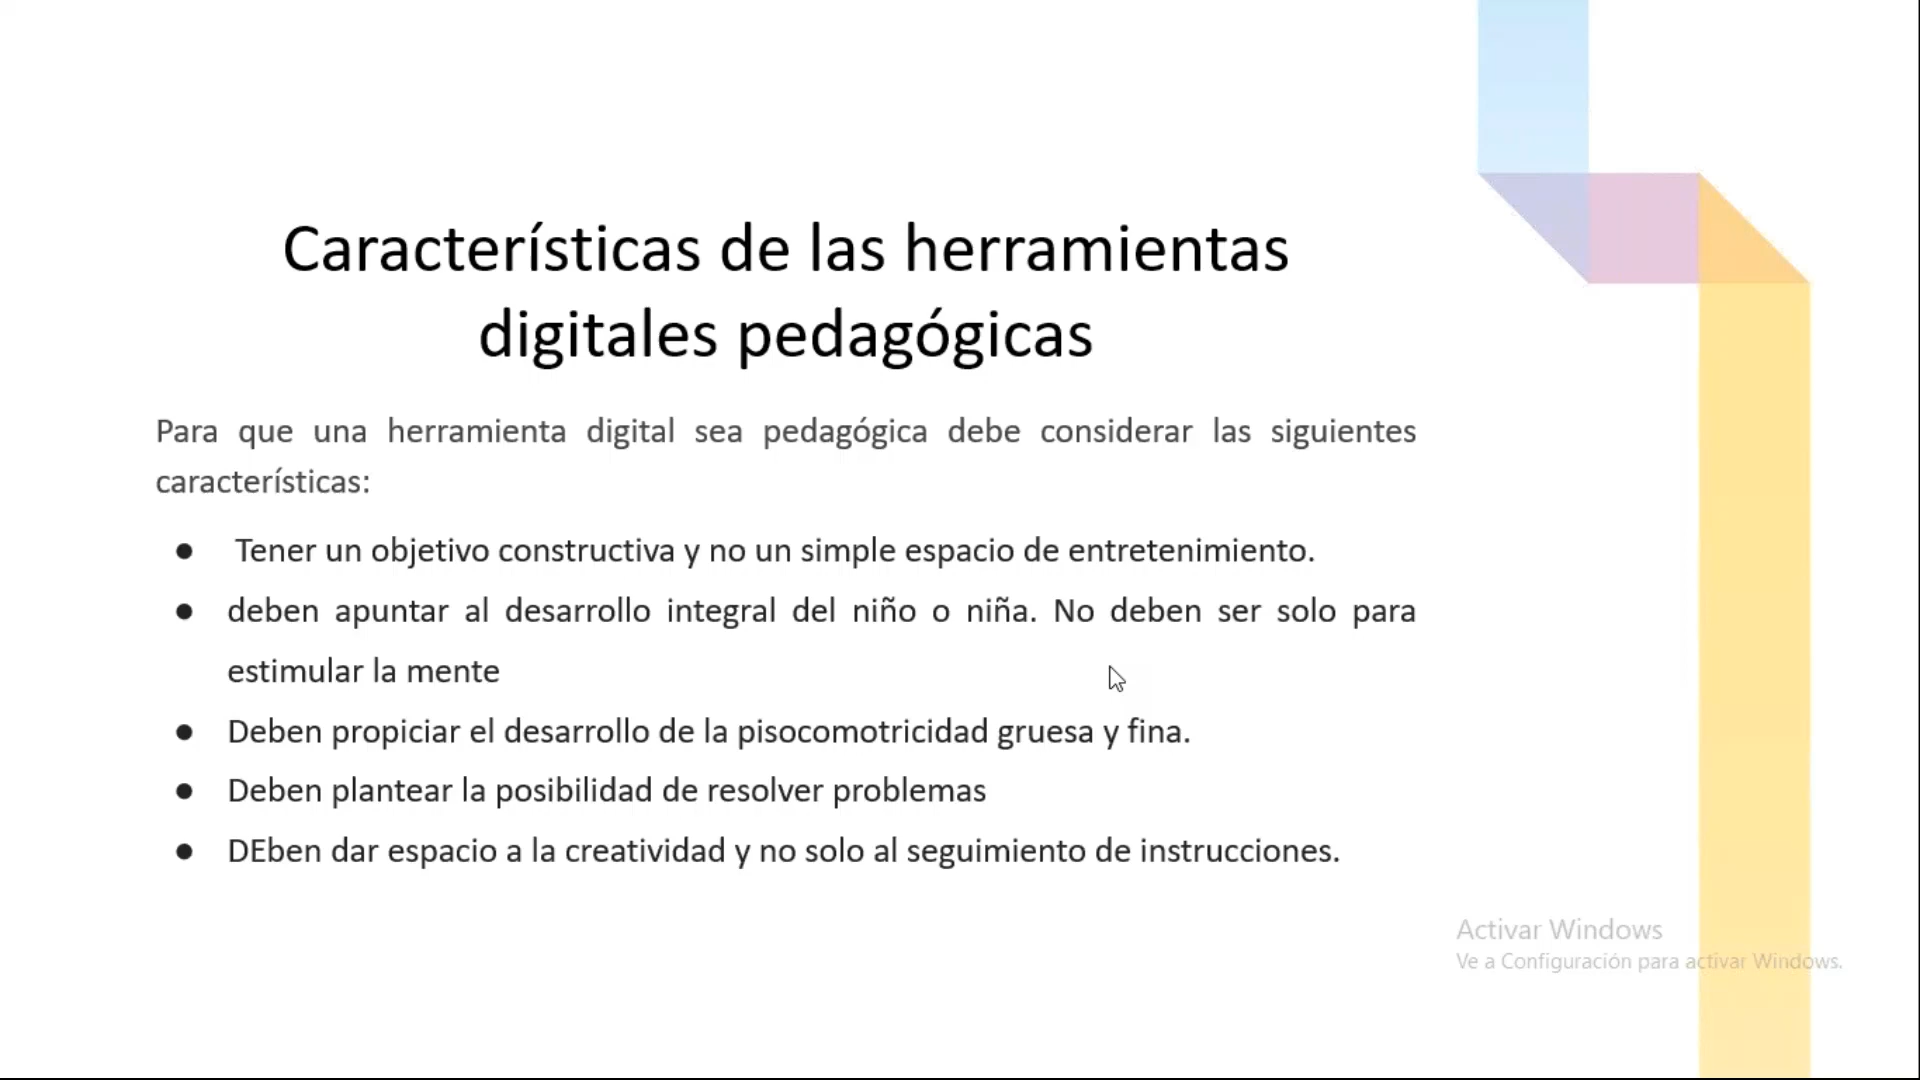 Características de las herramientas
digitales pedagógicas
Para que una herramienta digital sea pedagógica debe considerar las siguientes
características:
● Tener un objetivo constructiva y no un simple espacio de entretenimiento.
● deben apuntar al desarrollo integral del niño o niña. No deben ser solo para
estimular la mente
● Deben propiciar el desarrollo de la pisocomotricidad gruesa y fina.
● Deben plantear la posibilidad de resolver problemas
● DEben dar espacio a la creatividad y no solo al seguimiento de instrucciones.
Activar Windows
Ve a Configuración para activar Windows.